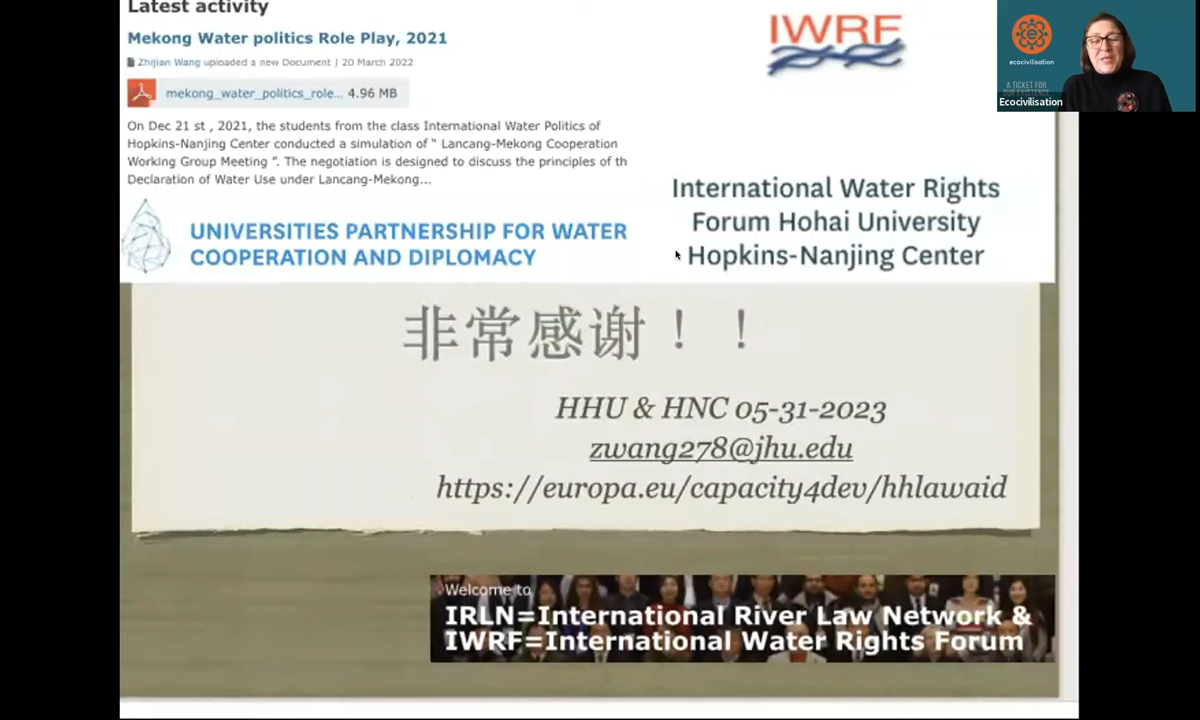 Latest activity
Mekong Water politics Role Play, 2021
Zhijian Wang uploaded a new Document | 20 March 2022
mekong_water_politics_role... 4.96 MB
On Dec 21 st , 2021, the students from the class International Water Politics of
Hopkins-Nanjing Center conducted a simulation of " Lancang-Mekong Cooperation
Working Group Meeting ". The negotiation is designed to discuss the principles of th
Declaration of Water Use under Lancang-Mekong...
UNIVERSITIES PARTNERSHIP FOR WATER
COOPERATION AND DIPLOMACY
IWRF
International Water Rights
Forum Hohai University
Hopkins-Nanjing Center
ecocivilisation
A TICKET FOR
OUR EXISTENCE
Ecocivilisation
非常感谢！！
HHU & HNC 05-31-2023
zwang278@jhu.edu
https://europa.eu/capacity4dev/hhlawaid
Welcome to
IRLN=International River Law Network &
IWRF=International Water Rights Forum